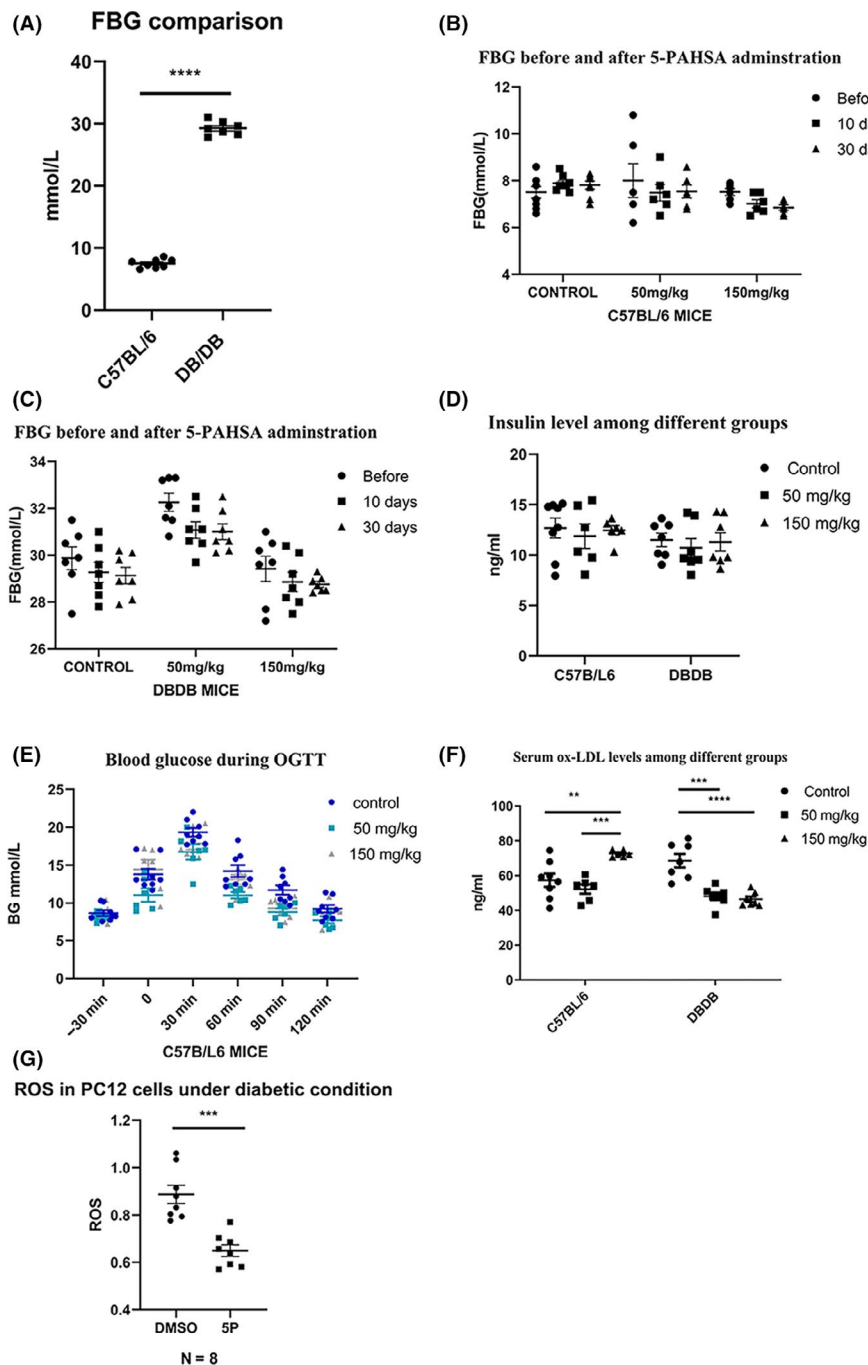 (A)
FBG comparison
****
mmol/L
40
30
20
10
0
C57BL/6
DB/DB
(B)
FBG before and after 5-PAHSA adminstration
Befo
10 d
30 d
FBG(mmol/L)
12
10
8
6
4
CONTROL
50mg/kg
150mg/kg
C57BL/6 MICE
(C)
FBG before and after 5-PAHSA adminstration
Before
10 days
30 days
FBG(mmol/L)
34
32
30
28
26
CONTROL
50mg/kg
150mg/kg
DBDB MICE
(D)
Insulin level among different groups
Control
50 mg/kg
150 mg/kg
ng/ml
20
15
10
5
0
C57B/L6
DBDB
(E)
Blood glucose during OGTT
control
50 mg/kg
150 mg/kg
BG mmol/L
25
20
15
10
5
0
−30 min
0
30 min
60 min
90 min
120 min
C57B/L6 MICE
(F)
Serum ox-LDL levels among different groups
Control
50 mg/kg
150 mg/kg
**
***
***
****
ng/ml
100
80
60
40
20
0
C57BL/6
DBDB
(G)
ROS in PC12 cells under diabetic condition
***
ROS
1.2
1.0
0.8
0.6
0.4
DMSO
5P
N = 8